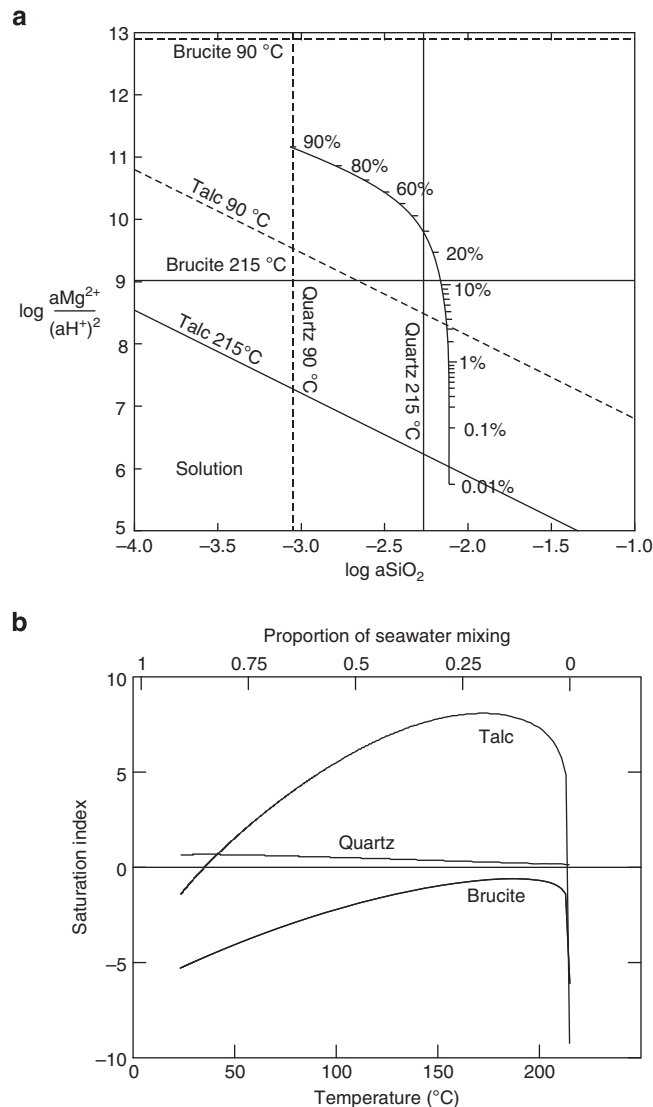 a
13
12
11
10
9
8
7
6
5
−4.0
−3.5
−3.0
−2.5
−2.0
−1.5
−1.0
log aSiO2
log aMg2+
(aH+)2
Brucite 90 °C
90%
80%
60%
20%
10%
1%
0.1%
0.01%
Talc 90 °C
Brucite 215 °C
Talc 215°C
Quartz 90 °C
Quartz 215 °C
Solution
b
Proportion of seawater mixing
1
0.75
0.5
0.25
0
10
5
0
−5
−10
Saturation index
Talc
Quartz
Brucite
0
50
100
150
200
Temperature (°C)